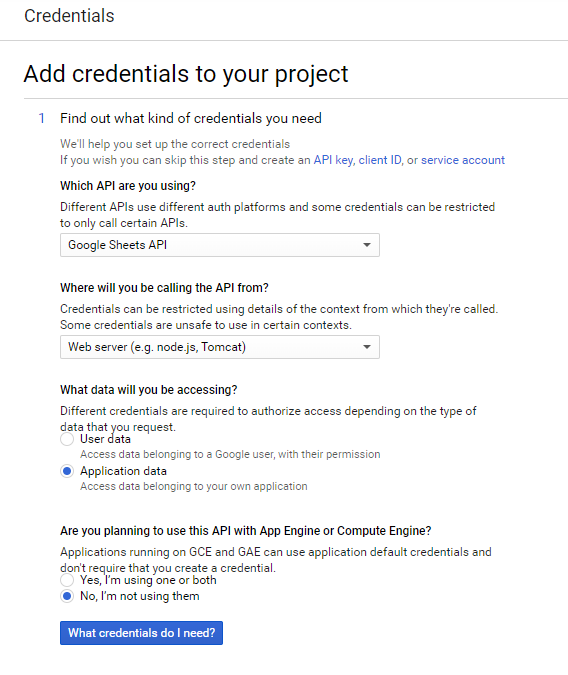 Credentials
Add credentials to your project
1 Find out what kind of credentials you need
We'll help you set up the correct credentials
If you wish you can skip this step and create an API key, client ID, or service account
Which API are you using?
Different APIs use different auth platforms and some credentials can be restricted
to only call certain APIs.
Google Sheets API
Where will you be calling the API from?
Credentials can be restricted using details of the context from which they're called.
Some credentials are unsafe to use in certain contexts.
Web server (e.g. node.js, Tomcat)
What data will you be accessing?
Different credentials are required to authorize access depending on the type of
data that you request.
User data
Access data belonging to a Google user, with their permission
Application data
Access data belonging to your own application
Are you planning to use this API with App Engine or Compute Engine?
Applications running on GCE and GAE can use application default credentials and
don't require that you create a credential.
Yes, I'm using one or both
No, I'm not using them
What credentials do I need?